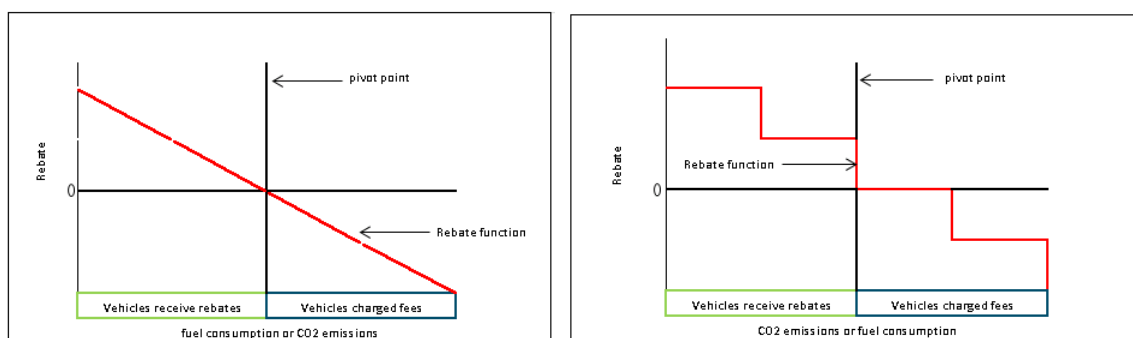 pivot point
Rebate
0
Rebate function
Vehicles receive rebates
Vehicles charged fees
fuel consumption or CO2 emissions
pivot point
Rebate function
Rebate
0
Vehicles receive rebates
Vehicles charged fees
CO2 emissions or fuel consumption